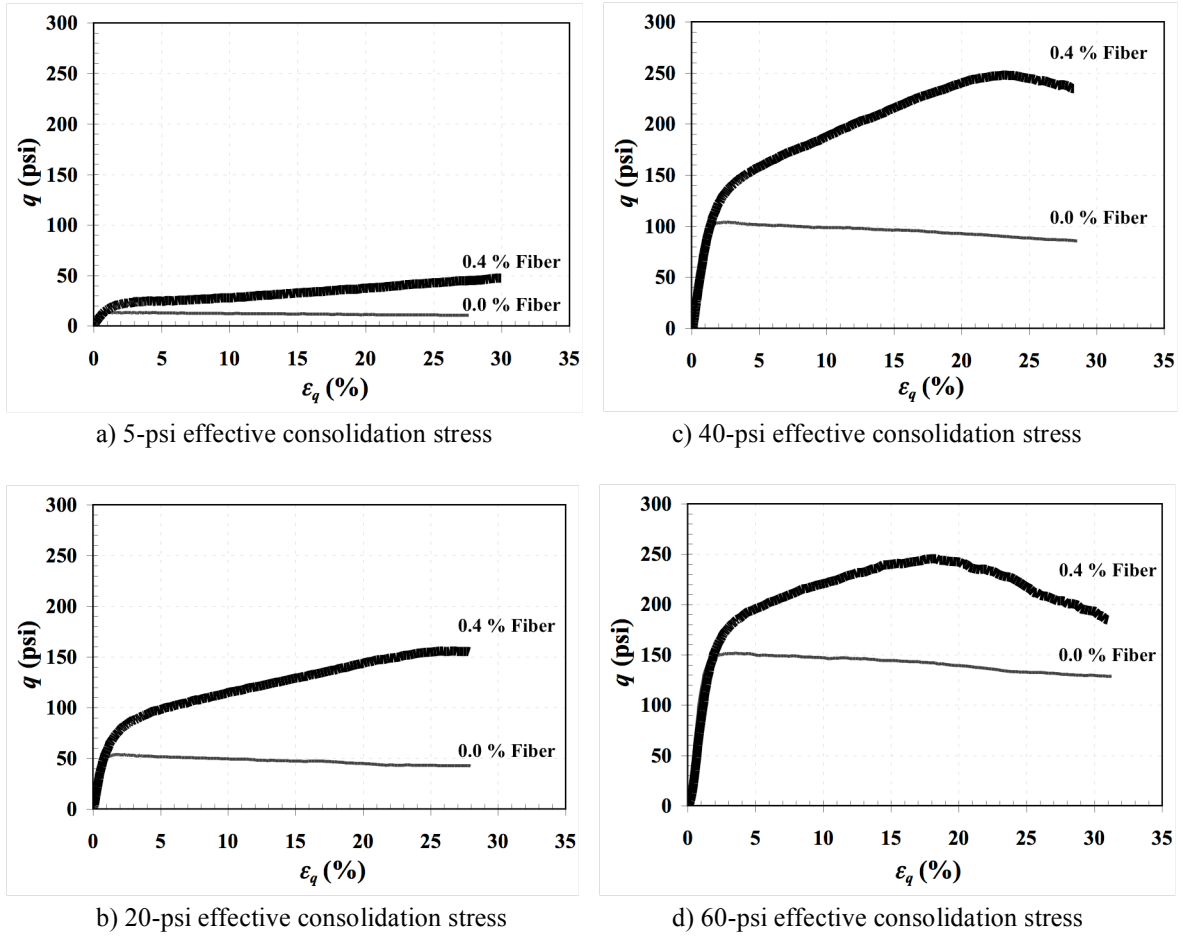 300
250
200
150
100
50
0
q (psi)
0.4 % Fiber
0.0 % Fiber
0 5 10 15 20 25 30 35
εq (%)
a) 5-psi effective consolidation stress
300
250
200
150
100
50
0
q (psi)
0.4 % Fiber
0.0 % Fiber
0 5 10 15 20 25 30 35
εq (%)
c) 40-psi effective consolidation stress
300
250
200
150
100
50
0
q (psi)
0.4 % Fiber
0.0 % Fiber
0 5 10 15 20 25 30 35
εq (%)
b) 20-psi effective consolidation stress
300
250
200
150
100
50
0
q (psi)
0.4 % Fiber
0.0 % Fiber
0 5 10 15 20 25 30 35
εq (%)
d) 60-psi effective consolidation stress